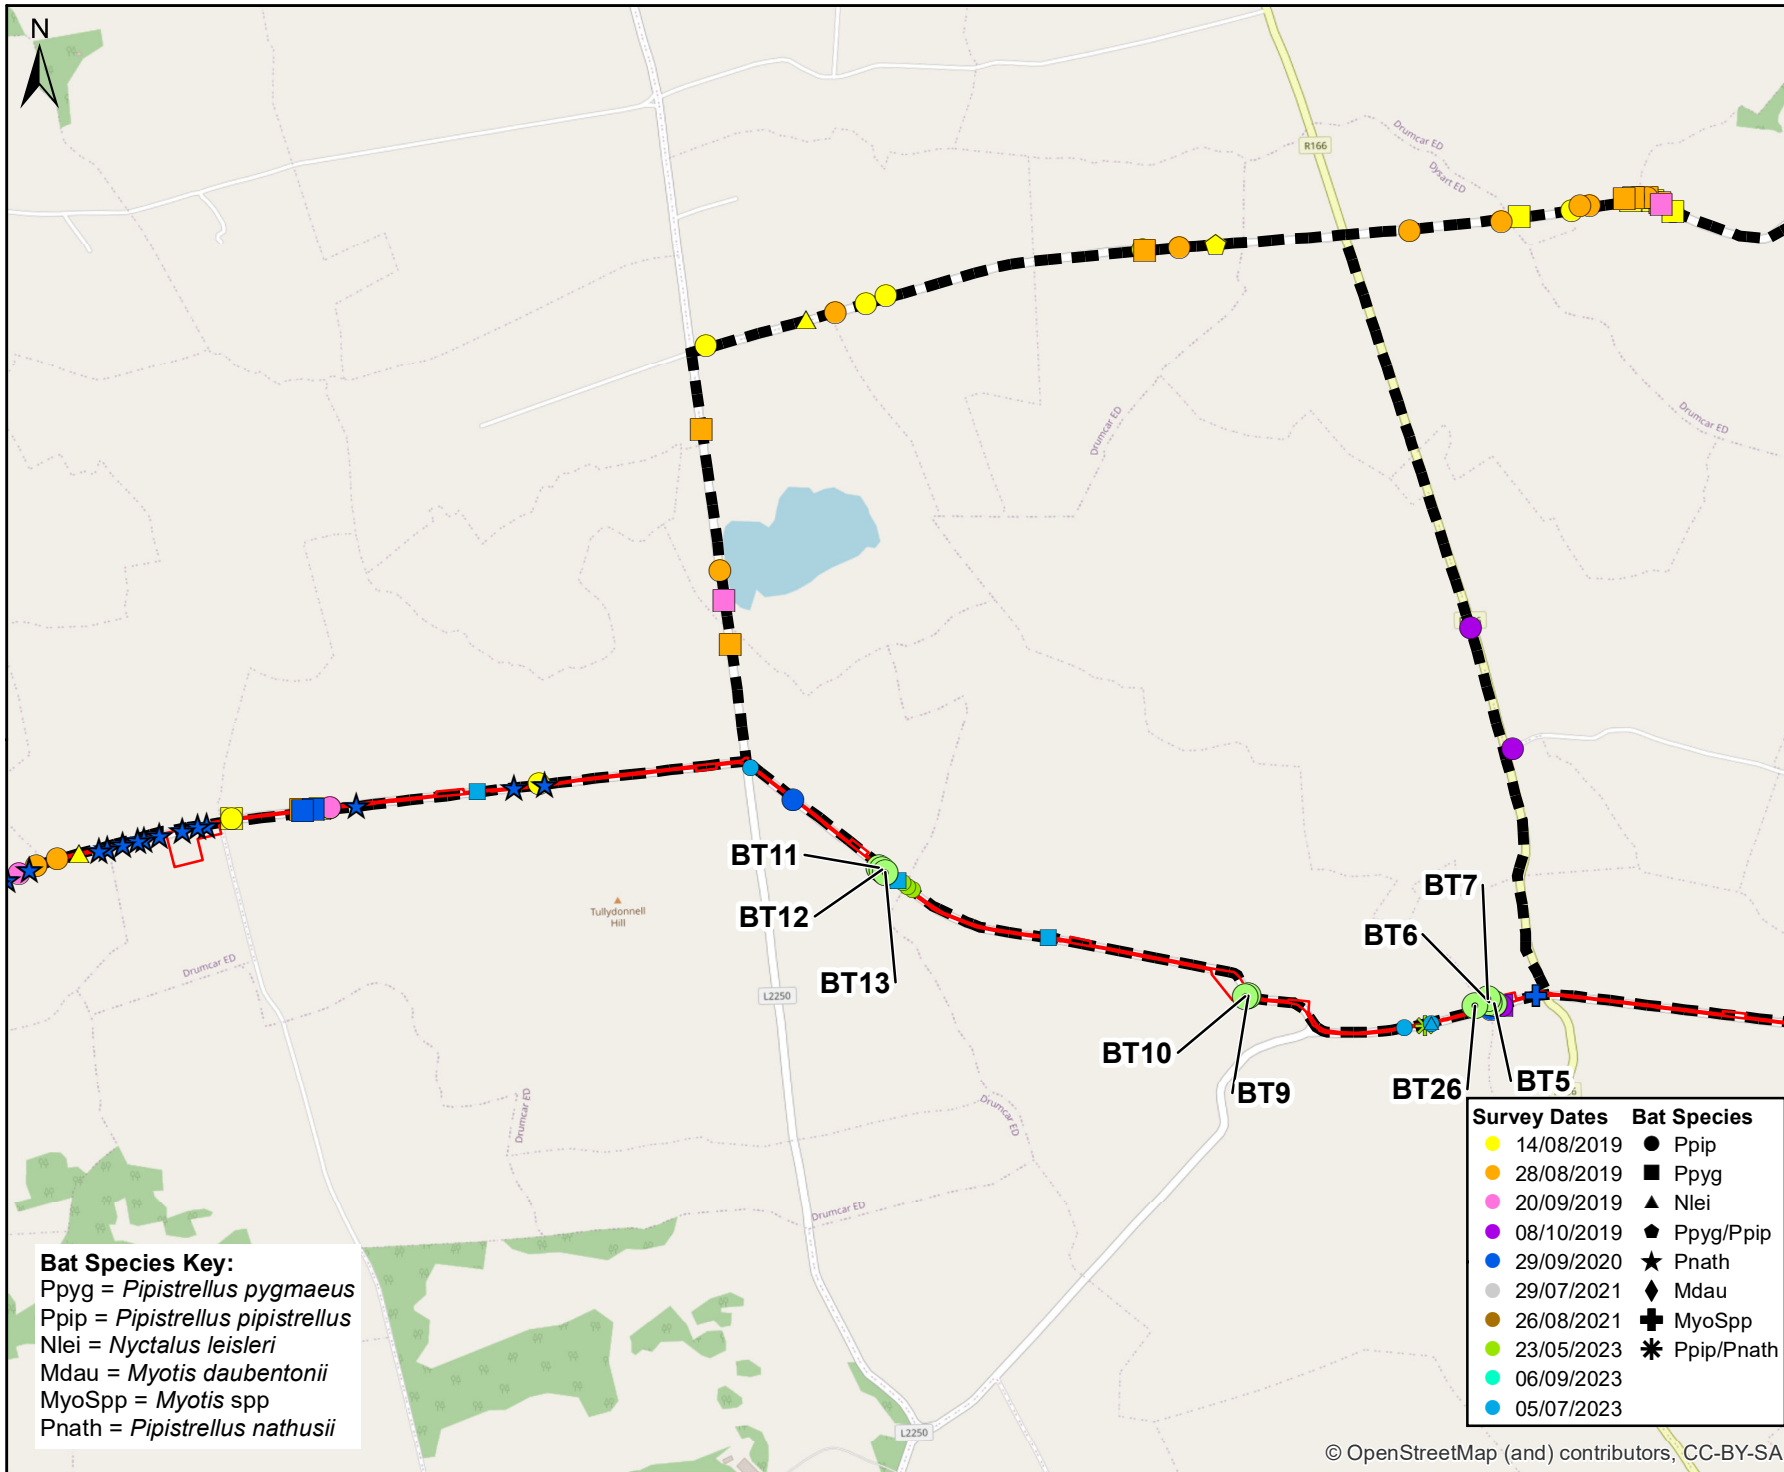 N
Drumcar ED
Dysart ED
R166
Drumcar ED
Drumcar ED
Tullydonnell
Hill
Drumcar ED
L2250
BT11
BT12
BT13
BT7
BT6
BT10
BT9
BT26
BT5
Drumcar ED
Drumcar ED
Drumcar ED
L2250
Survey Dates
14/08/2019
28/08/2019
20/09/2019
08/10/2019
29/09/2020
29/07/2021
26/08/2021
23/05/2023
06/09/2023
05/07/2023
Bat Species
Ppip
Ppyg
Nlei
Ppyg/Ppip
Pnath
Mdau
MyoSpp
Ppip/Pnath
Bat Species Key:
Ppyg = Pipistrellus pygmaeus
Ppip = Pipistrellus pipistrellus
Nlei = Nyctalus leisleri
Mdau = Myotis daubentonii
MyoSpp = Myotis spp
Pnath = Pipistrellus nathusii
© OpenStreetMap (and) contributors, CC-BY-SA